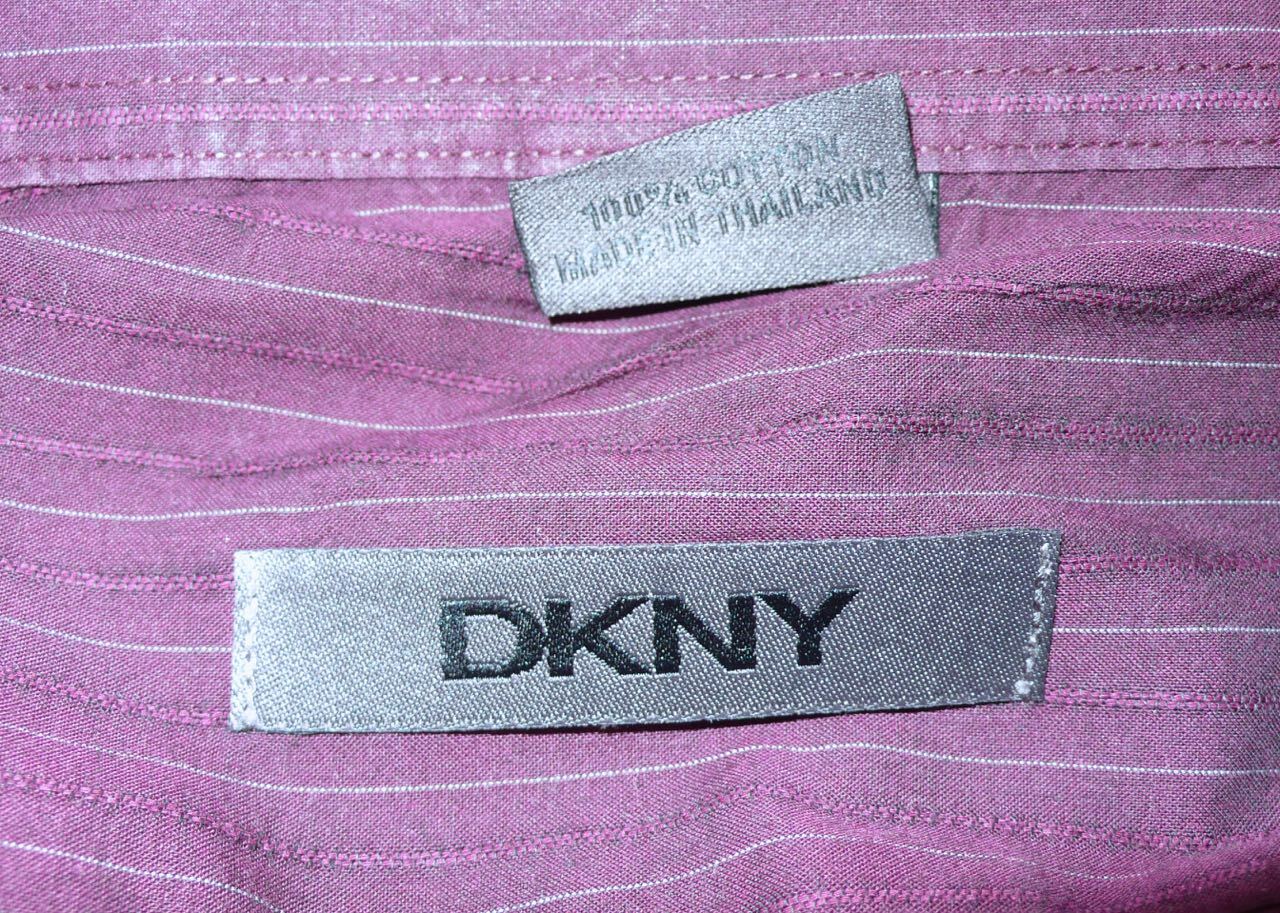 100% COTTON
MADE IN THAILAND
DKNY